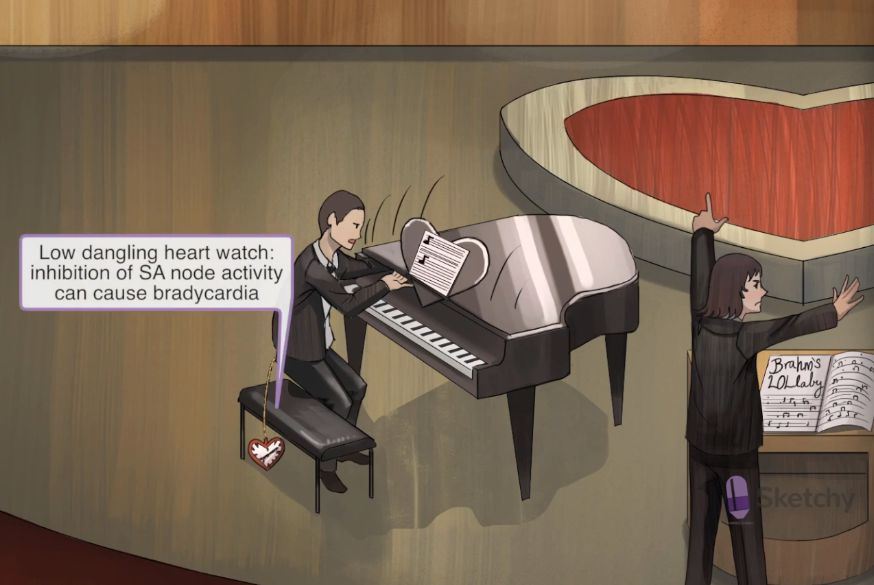 Low dangling heart watch:
inhibition of SA node activity
can cause bradycardia
Brahm's
LOLlaby
Sketchy